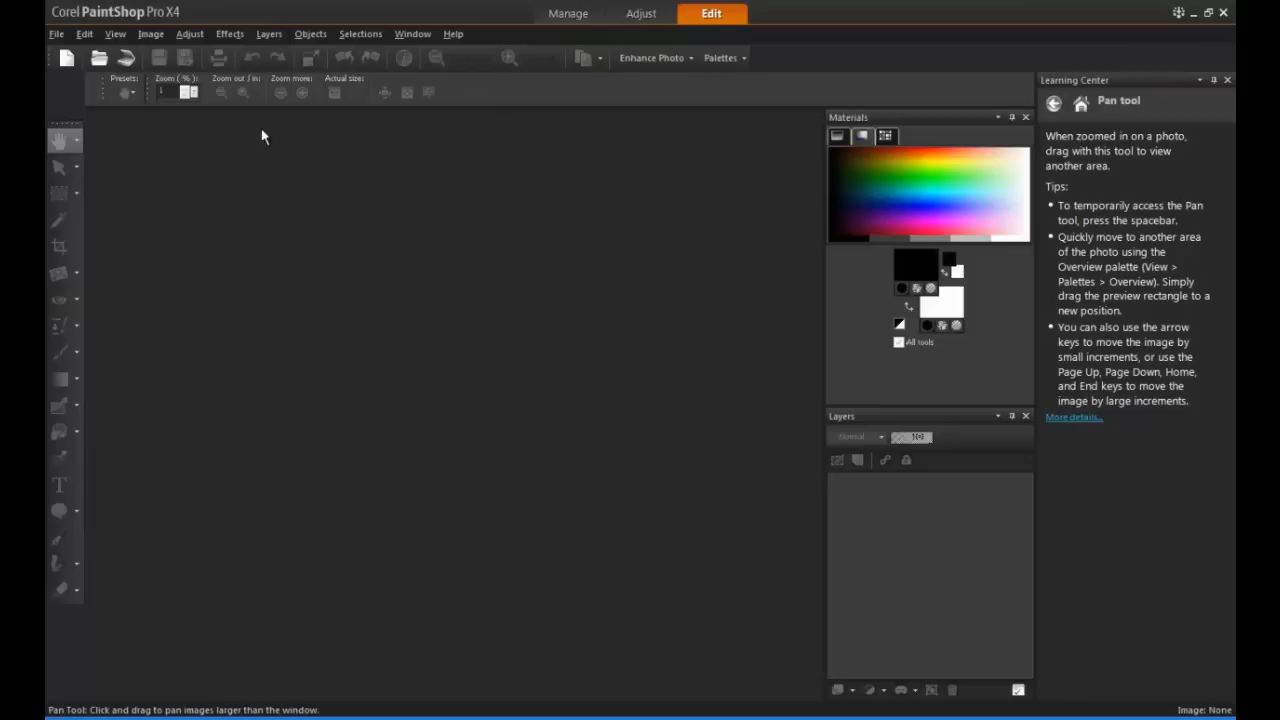 Corel PaintShop Pro X4
Manage Adjust Edit
File Edit View Image Adjust Effects Layers Objects Selections Window Help
Enhance Photo Palettes
Presets: Zoom (%): Zoom out / in: Zoom more: Actual size:
1
Learning Center
Pan tool
When zoomed in on a photo,
drag with this tool to view
another area.
Tips:
• To temporarily access the Pan
tool, press the spacebar.
• Quickly move to another area
of the photo using the
Overview palette (View >
Palettes > Overview). Simply
drag the preview rectangle to a
new position.
• You can also use the arrow
keys to move the image by
small increments, or use the
Page Up, Page Down, Home,
and End keys to move the
image by large increments.
More details...
Materials
All tools
Layers
Normal 100
T
Pan Tool: Click and drag to pan images larger than the window.
Image: None